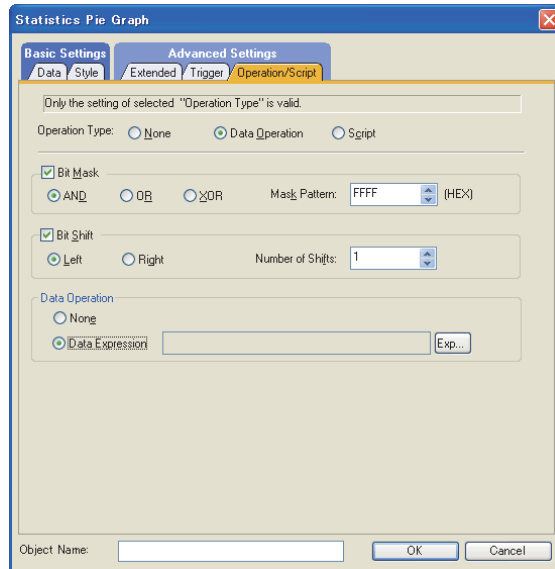 Statistics Pie Graph
Basic Settings
Advanced Settings
Data Style Extended Trigger Operation/Script
Only the setting of selected "Operation Type" is valid.
Operation Type: None Data Operation Script
Bit Mask
AND OR XOR Mask Pattern: FFFF (HEX)
Bit Shift
Left Right Number of Shifts: 1
Data Operation
None
Data Expression Exp...
Object Name: OK Cancel